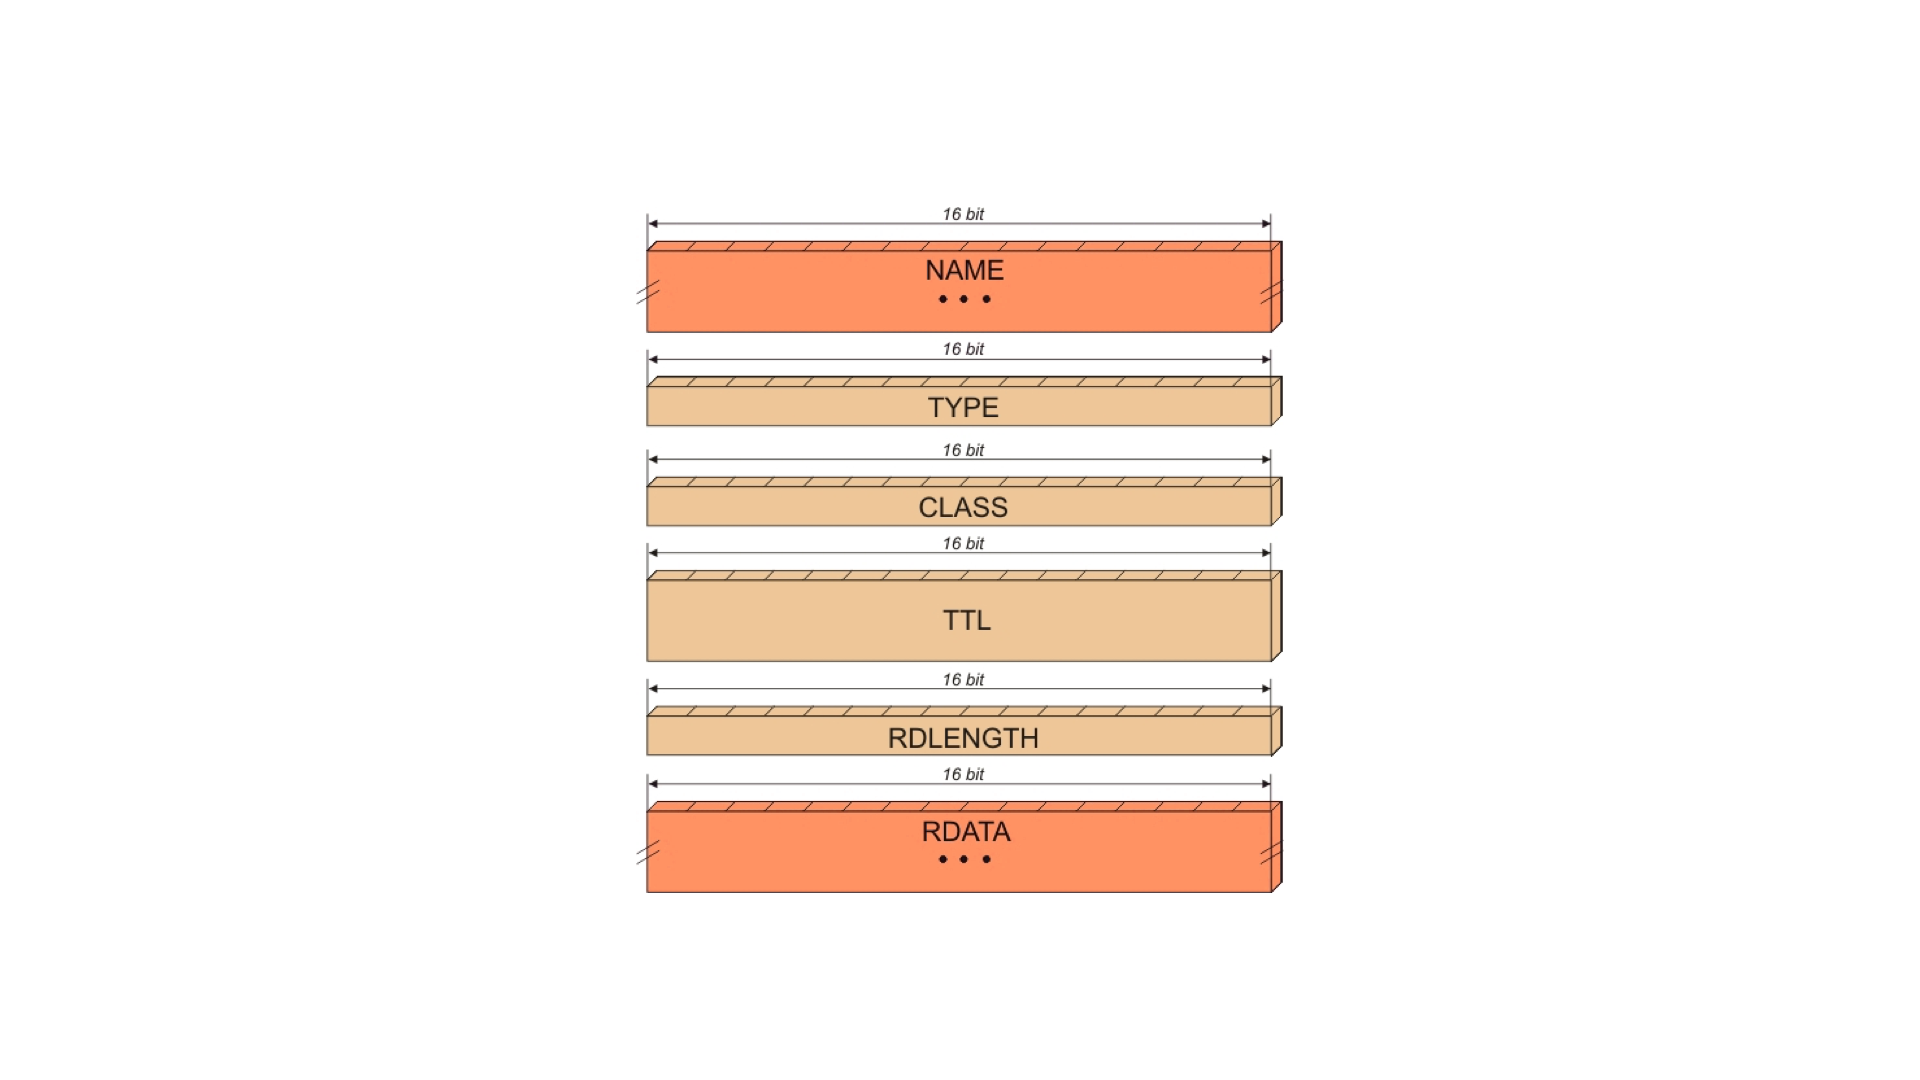 16 bit
NAME
• • •
16 bit
TYPE
16 bit
CLASS
16 bit
TTL
16 bit
RDLENGTH
16 bit
RDATA
• • •